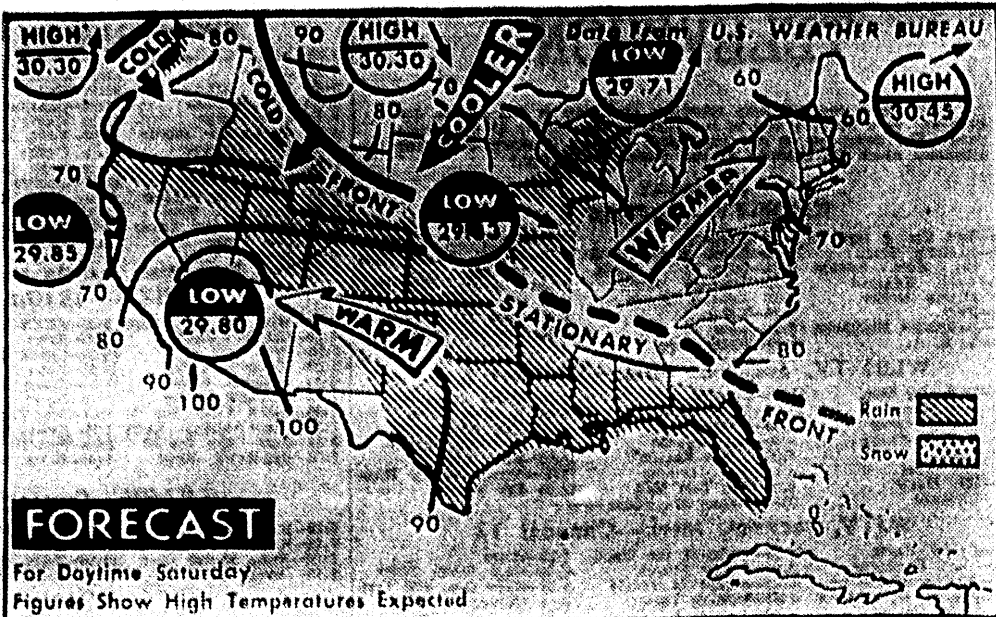 Data From U.S. WEATHER BUREAU
HIGH
30.30
COLD
80
90
HIGH
30.30
70
COOLER
LOW
29.71
60
HIGH
30.45
60
80
COLD
80
FRONT
70
LOW
29.85
70
LOW
WARMER
70
LOW
29.80
WARM
STATIONARY
FRONT
80
80
90
100
100
90
Rain
Snow
FORECAST
For Daytime Saturday
Figures Show High Temperatures Expected